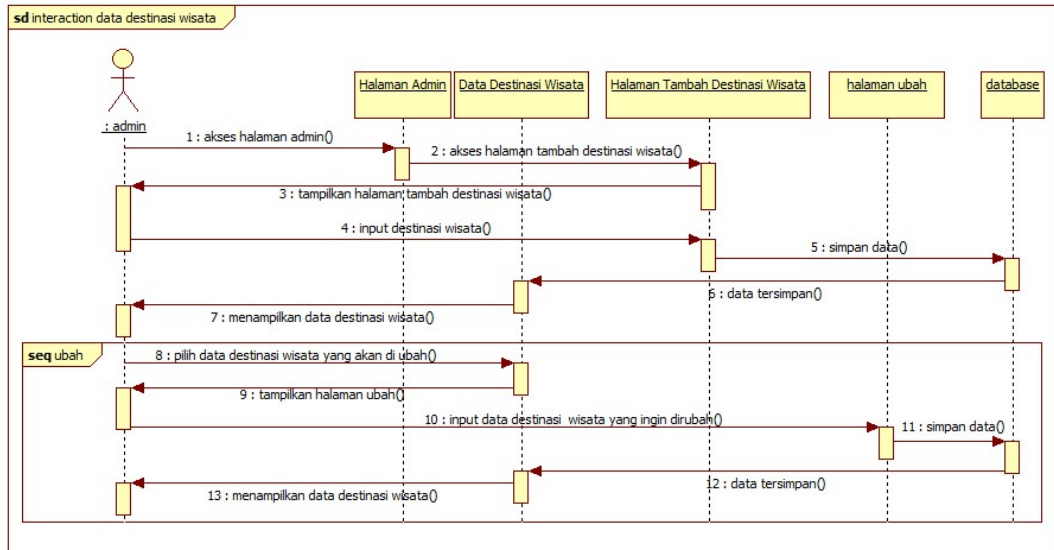 sd interaction data destinasi wisata
: admin
Halaman Admin
Data Destinasi Wisata
Halaman Tambah Destinasi Wisata
halaman ubah
database
1 : akses halaman admin()
2 : akses halaman tambah destinasi wisata()
3 : tampilkan halaman tambah destinasi wisata()
4 : input destinasi wisata()
5 : simpan data()
6 : data tersimpan()
7 : menampilkan data destinasi wisata()
seq ubah
8 : pilih data destinasi wisata yang akan di ubah()
9 : tampilkan halaman ubah()
10 : input data destinasi wisata yang ingin dirubah()
11 : simpan data()
12 : data tersimpan()
13 : menampilkan data destinasi wisata()